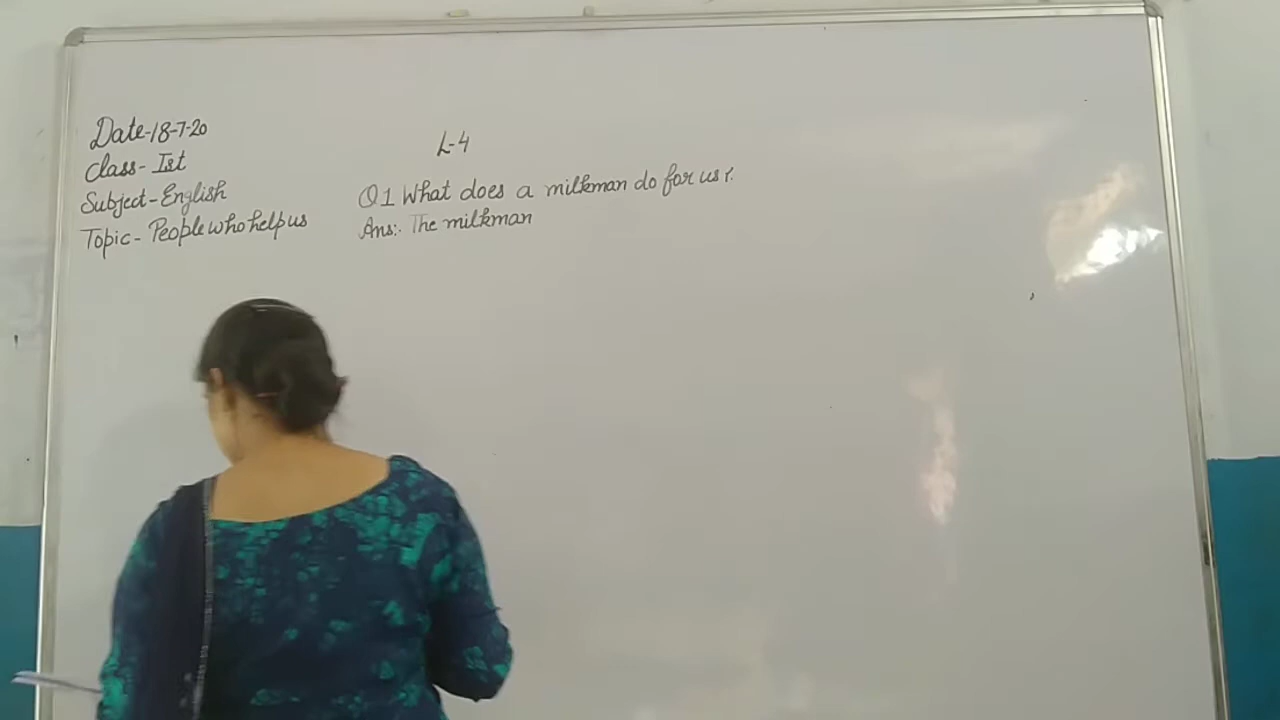 Date-18-7-20
Class- Ist
Subject-English
Topic- People who help us
L-4
Q1 What does a milkman do for us?
Ans:- The milkman